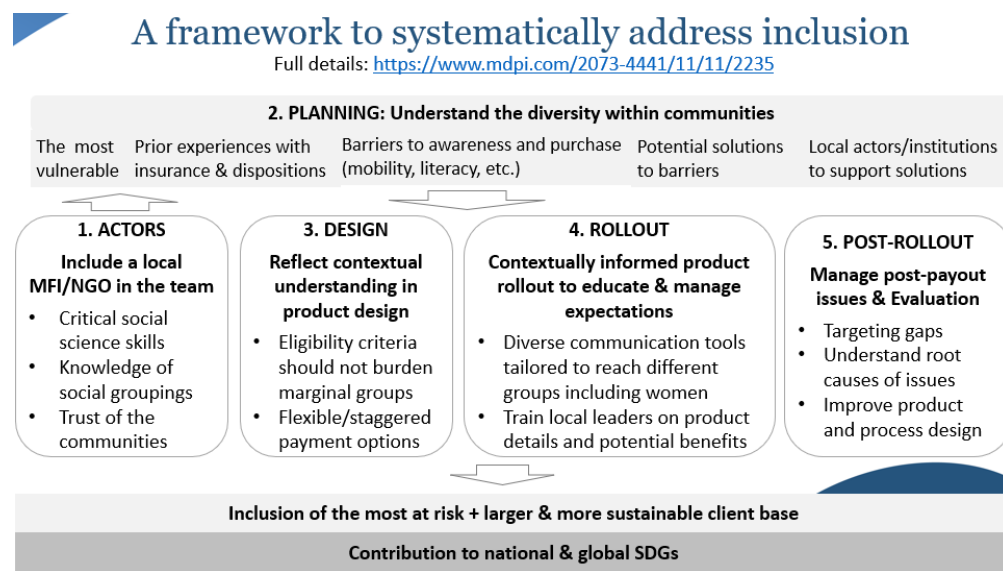 A framework to systematically address inclusion
Full details: https://www.mdpi.com/2073-4441/11/11/2235
2. PLANNING: Understand the diversity within communities
The most
vulnerable
Prior experiences with
insurance & dispositions
Barriers to awareness and purchase
(mobility, literacy, etc.)
Potential solutions
to barriers
Local actors/institutions
to support solutions
1. ACTORS
Include a local
MFI/NGO in the team
• Critical social
science skills
• Knowledge of
social groupings
• Trust of the
communities
3. DESIGN
Reflect contextual
understanding in
product design
• Eligibility criteria
should not burden
marginal groups
• Flexible/staggered
payment options
4. ROLLOUT
Contextually informed product
rollout to educate & manage
expectations
• Diverse communication tools
tailored to reach different
groups including women
• Train local leaders on product
details and potential benefits
5. POST-ROLLOUT
Manage post-payout
issues & Evaluation
• Targeting gaps
• Understand root
causes of issues
• Improve product
and process design
Inclusion of the most at risk + larger & more sustainable client base
Contribution to national & global SDGs